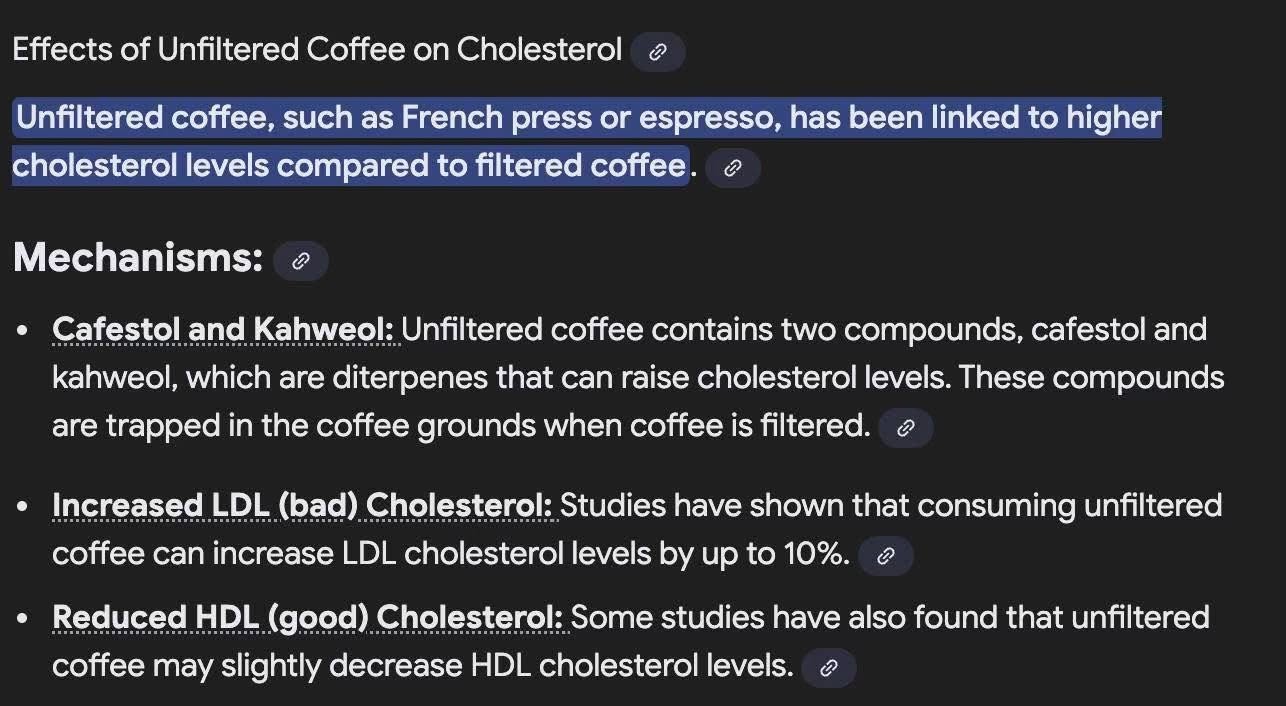 Effects of Unfiltered Coffee on Cholesterol
Unfiltered coffee, such as French press or espresso, has been linked to higher
cholesterol levels compared to filtered coffee.
Mechanisms:
• Cafestol and Kahweol: Unfiltered coffee contains two compounds, cafestol and
kahweol, which are diterpenes that can raise cholesterol levels. These compounds
are trapped in the coffee grounds when coffee is filtered.
• Increased LDL (bad) Cholesterol: Studies have shown that consuming unfiltered
coffee can increase LDL cholesterol levels by up to 10%.
• Reduced HDL (good) Cholesterol: Some studies have also found that unfiltered
coffee may slightly decrease HDL cholesterol levels.